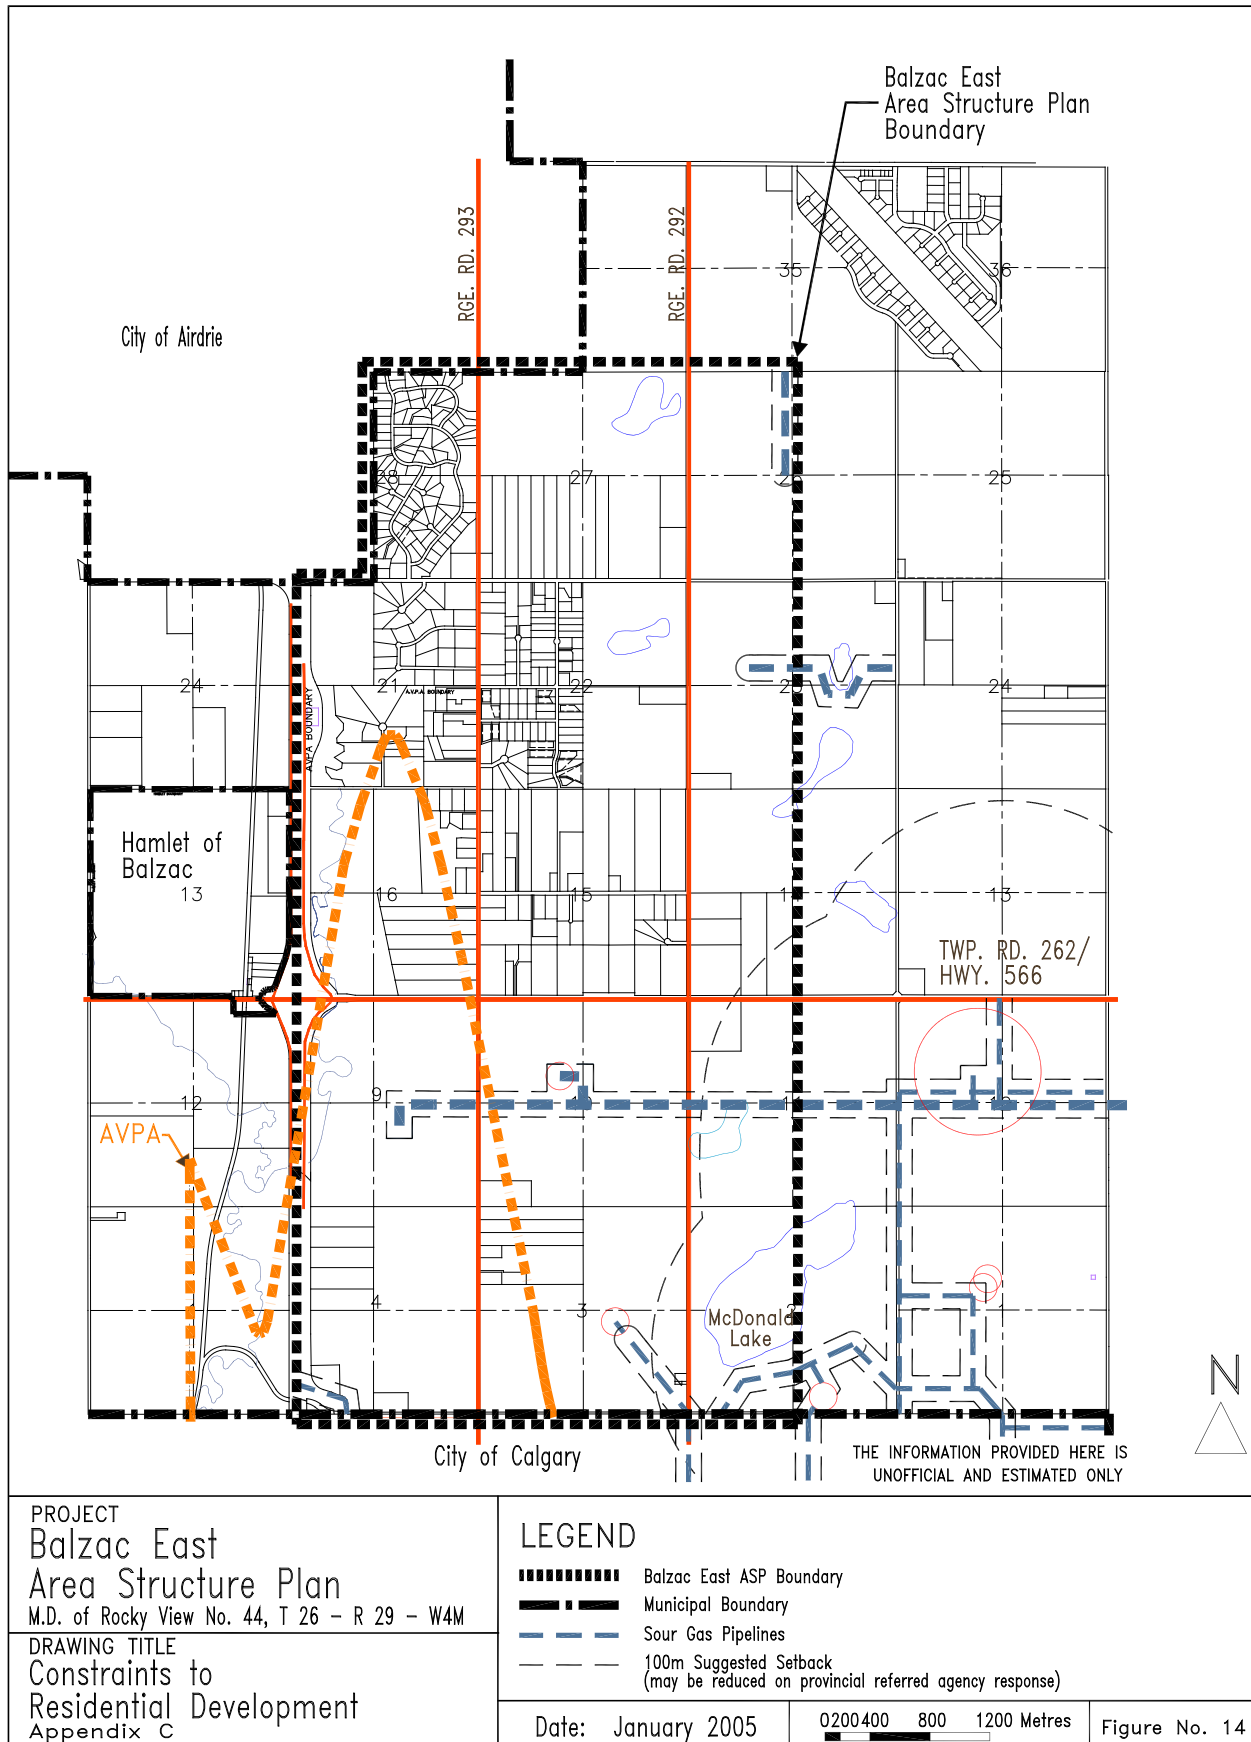 Balzac East
Area Structure Plan
Boundary
RGE. RD. 293
RGE. RD. 292
35
36
City of Airdrie
28
27
26
25
24
21
A.V.P.A. BOUNDARY
22
23
24
AVPA BOUNDARY
Hamlet of
Balzac
13
16
15
14
13
TWP. RD. 262/
HWY. 566
12
9
10
11
12
AVPA
4
3
2
1
McDonald
Lake
N
City of Calgary
THE INFORMATION PROVIDED HERE IS
UNOFFICIAL AND ESTIMATED ONLY
PROJECT
Balzac East
Area Structure Plan
M.D. of Rocky View No. 44, T 26 - R 29 - W4M
DRAWING TITLE
Constraints to
Residential Development
Appendix C
LEGEND
Balzac East ASP Boundary
Municipal Boundary
Sour Gas Pipelines
100m Suggested Setback
(may be reduced on provincial referred agency response)
Date: January 2005
0 200 400 800 1200 Metres
Figure No. 14